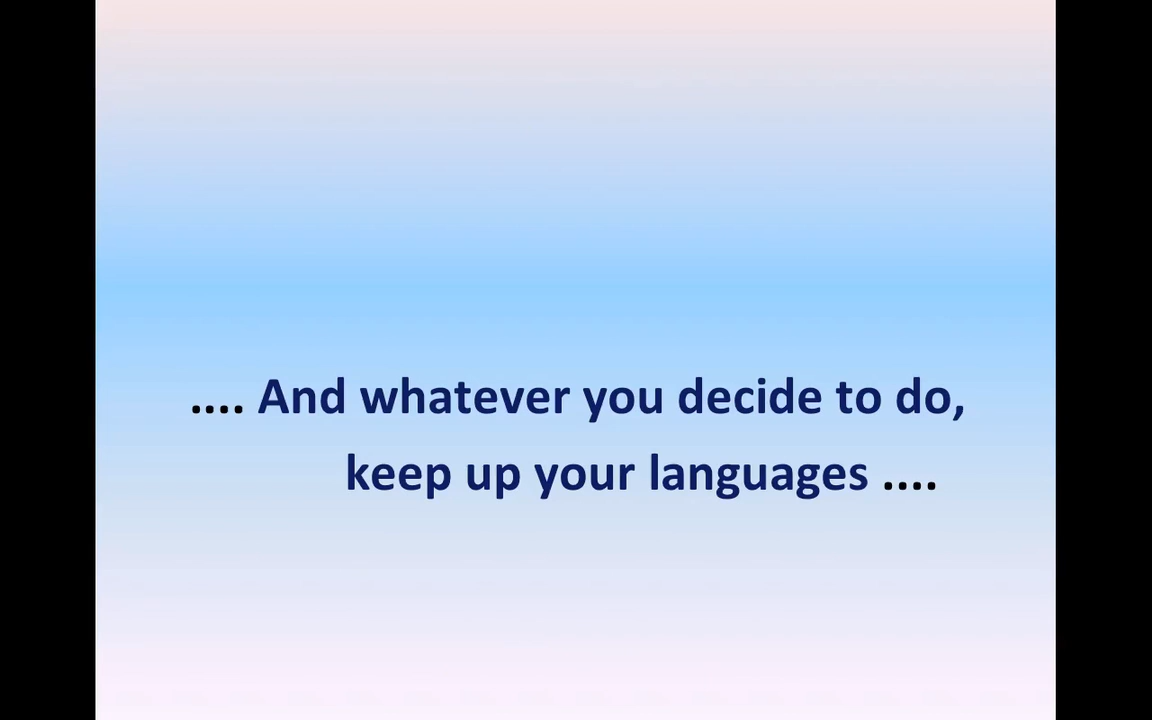 .... And whatever you decide to do,
keep up your languages ....